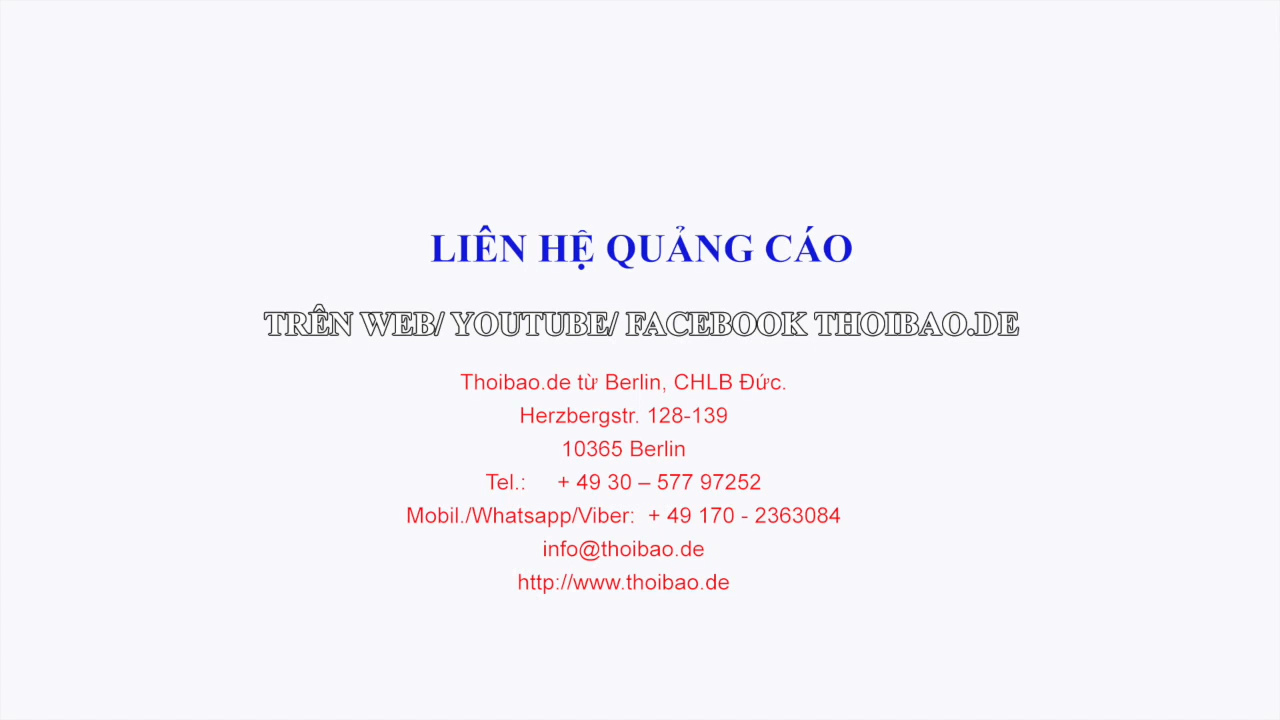 LIÊN HỆ QUẢNG CÁO
TRÊN WEB/ YOUTUBE/ FACEBOOK THOIBAO.DE
Thoibao.de từ Berlin, CHLB Đức.
Herzbergstr. 128-139
10365 Berlin
Tel.: + 49 30 – 577 97252
Mobil./Whatsapp/Viber: + 49 170 - 2363084
info@thoibao.de
http://www.thoibao.de